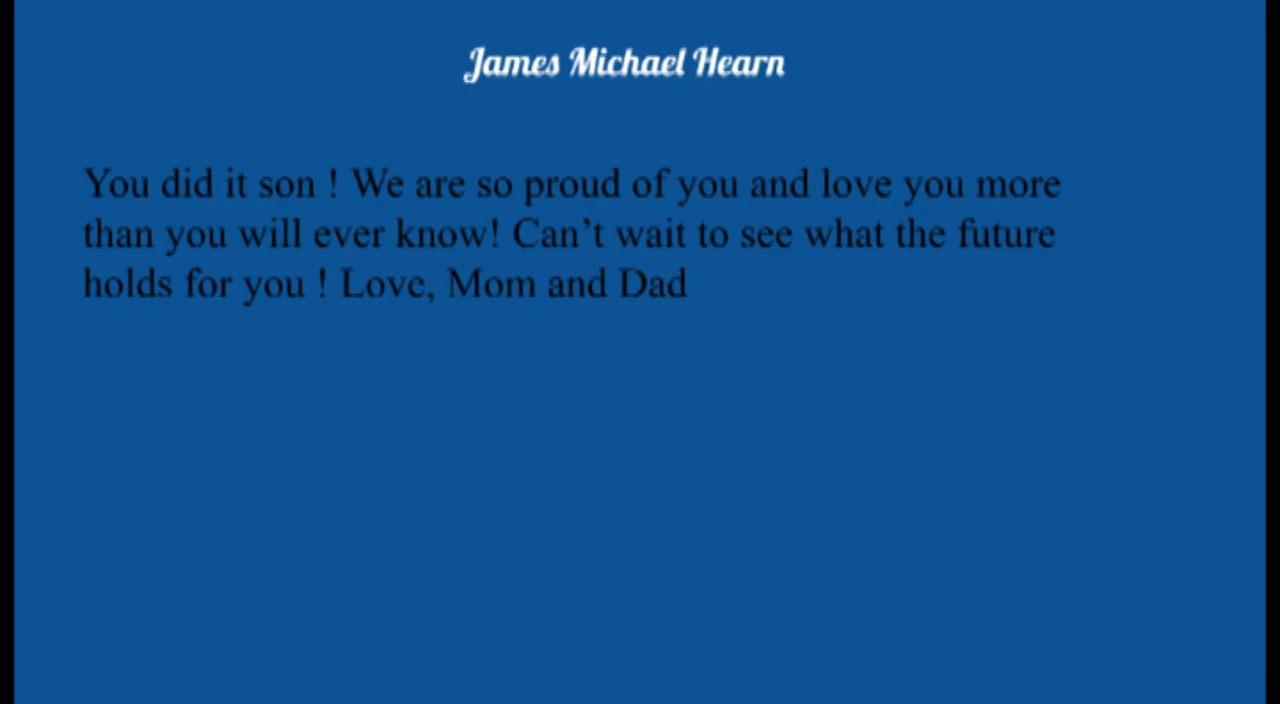 James Michael Hearn
You did it son ! We are so proud of you and love you more
than you will ever know! Can’t wait to see what the future
holds for you ! Love, Mom and Dad